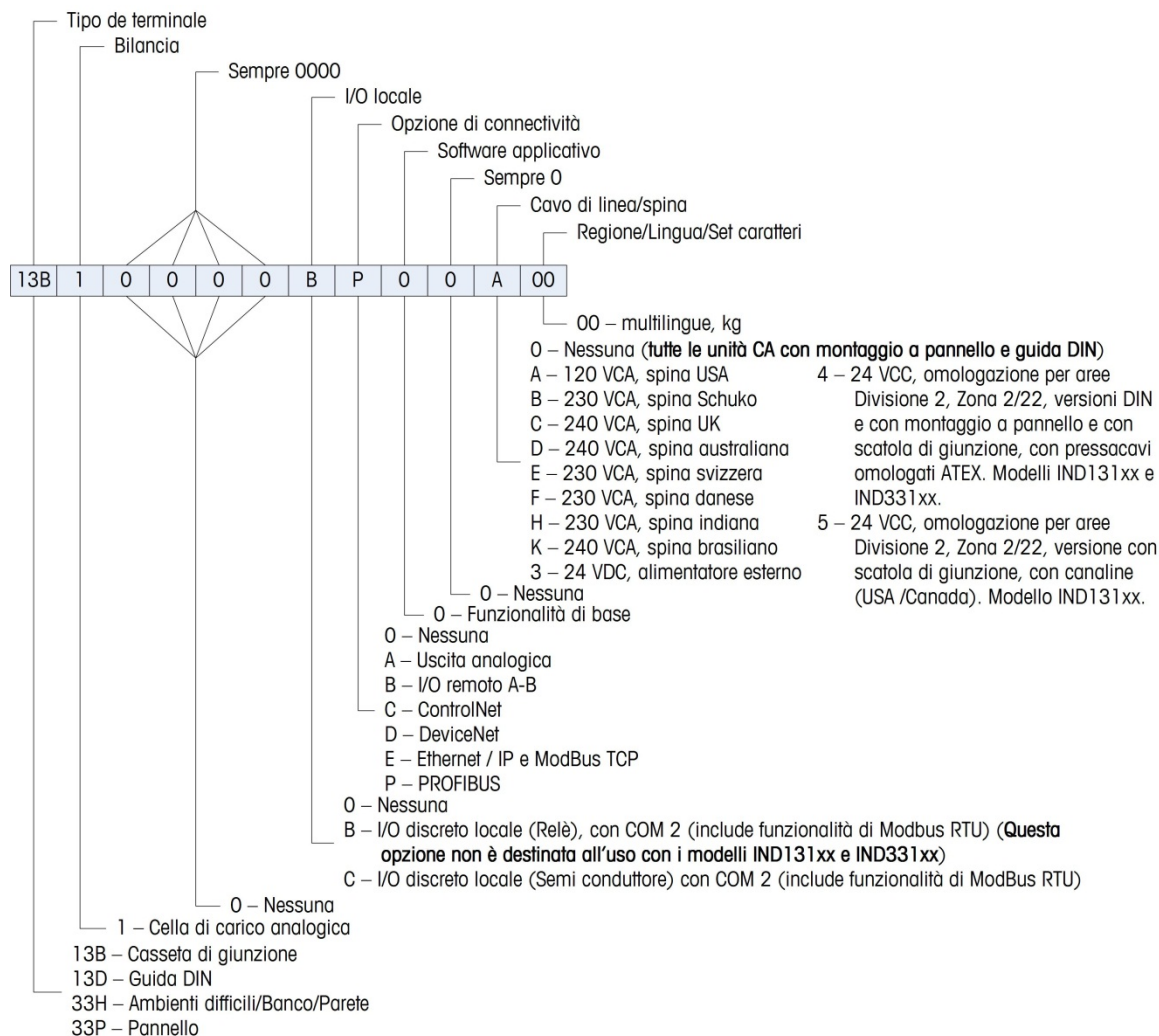 Tipo de terminale
Bilancia
Sempre 0000
I/O locale
Opzione di connectività
Software applicativo
Sempre 0
Cavo di linea/spina
Regione/Lingua/Set caratteri
13B 1 0 0 0 0 B P 0 0 A 00
00 – multilingue, kg
0 – Nessuna (tutte le unità CA con montaggio a pannello e guida DIN)
A – 120 VCA, spina USA
B – 230 VCA, spina Schuko
C – 240 VCA, spina UK
D – 240 VCA, spina australiana
E – 230 VCA, spina svizzera
F – 230 VCA, spina danese
H – 230 VCA, spina indiana
K – 240 VCA, spina brasiliano
3 – 24 VDC, alimentatore esterno
4 – 24 VCC, omologazione per aree
Divisione 2, Zona 2/22, versioni DIN
e con montaggio a pannello e con
scatola di giunzione, con pressacavi
omologati ATEX. Modelli IND131xx e
IND331xx.
5 – 24 VCC, omologazione per aree
Divisione 2, Zona 2/22, versione con
scatola di giunzione, con canaline
(USA /Canada). Modello IND131xx.
0 – Nessuna
0 – Funzionalità di base
0 – Nessuna
A – Uscita analogica
B – I/O remoto A-B
C – ControlNet
D – DeviceNet
E – Ethernet / IP e ModBus TCP
P – PROFIBUS
0 – Nessuna
B – I/O discreto locale (Relè), con COM 2 (include funzionalità di Modbus RTU) (Questa
opzione non è destinata all’uso con i modelli IND131xx e IND331xx)
C – I/O discreto locale (Semi conduttore) con COM 2 (include funzionalità di ModBus RTU)
0 – Nessuna
1 – Cella di carico analogica
13B – Casseta di giunzione
13D – Guida DIN
33H – Ambienti difficili/Banco/Parete
33P – Pannello